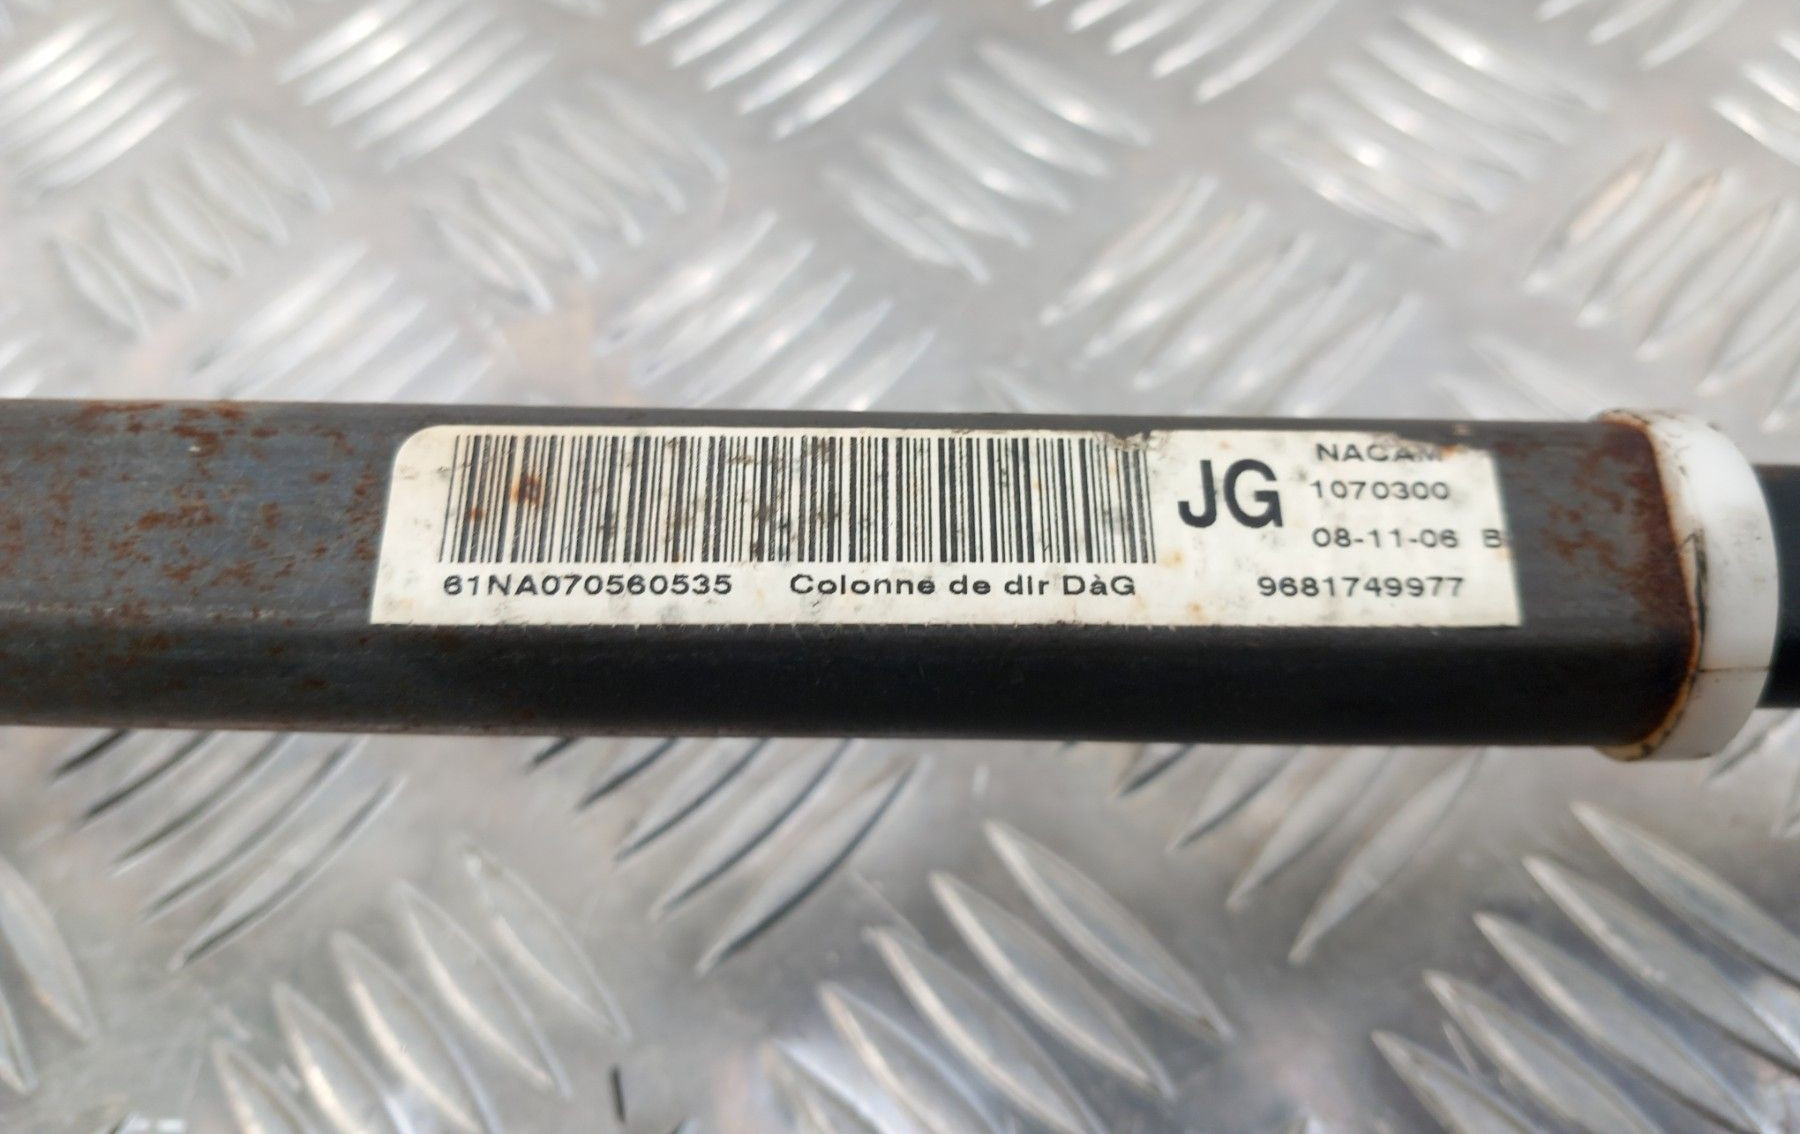 JG
NACAM
1070300
08-11-06 B
61NA070560535 Colonne de dir DàG 9681749977